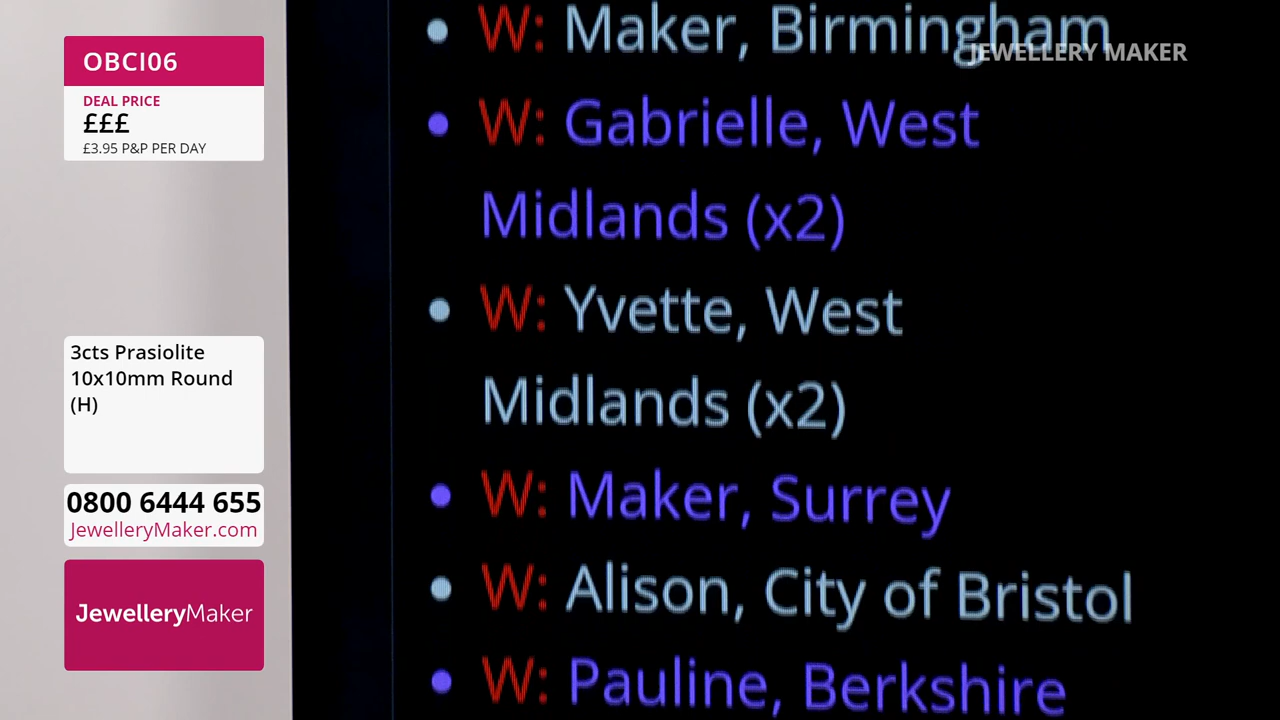 OBCI06
DEAL PRICE
£££
£3.95 P&P PER DAY
3cts Prasiolite
10x10mm Round
(H)
0800 6444 655
JewelleryMaker.com
JewelleryMaker
JEWELLERY MAKER
• W: Maker, Birmingham
• W: Gabrielle, West
Midlands (x2)
• W: Yvette, West
Midlands (x2)
• W: Maker, Surrey
• W: Alison, City of Bristol
• W: Pauline, Berkshire